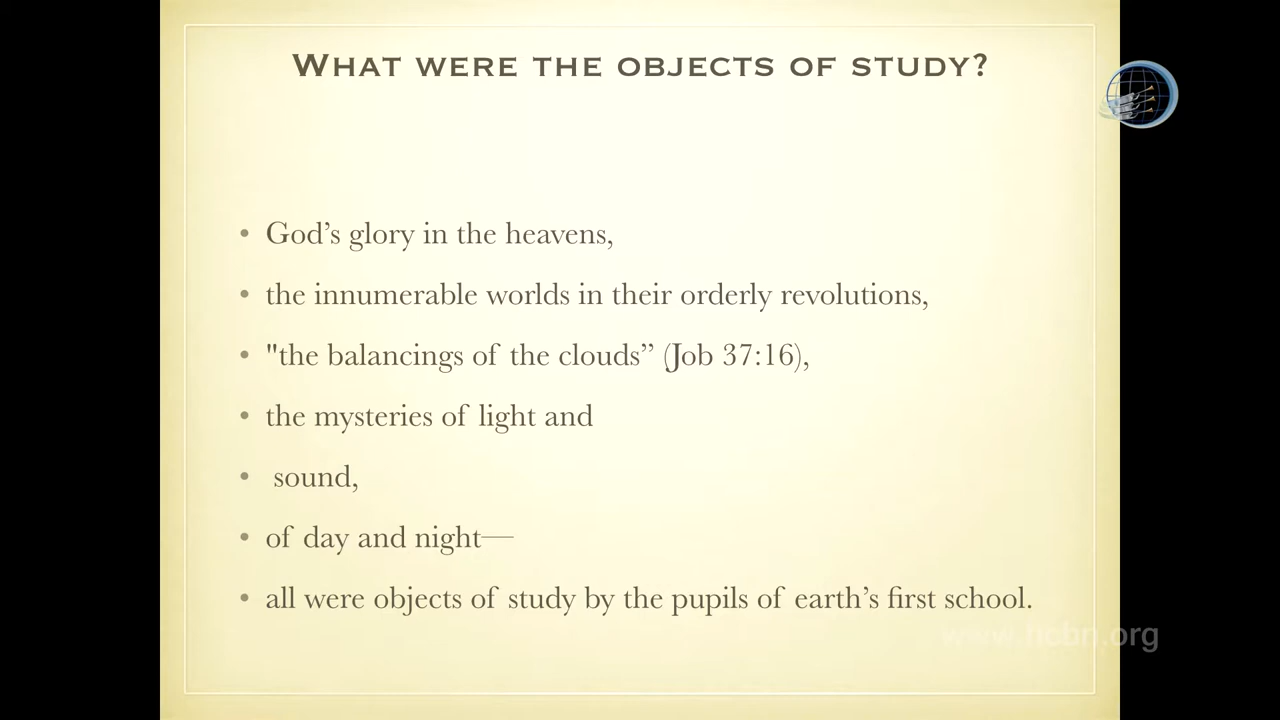 What were the objects of study?
• God’s glory in the heavens,
• the innumerable worlds in their orderly revolutions,
• "the balancings of the clouds” (Job 37:16),
• the mysteries of light and
• sound,
• of day and night—
• all were objects of study by the pupils of earth’s first school.
www.hcbn.org